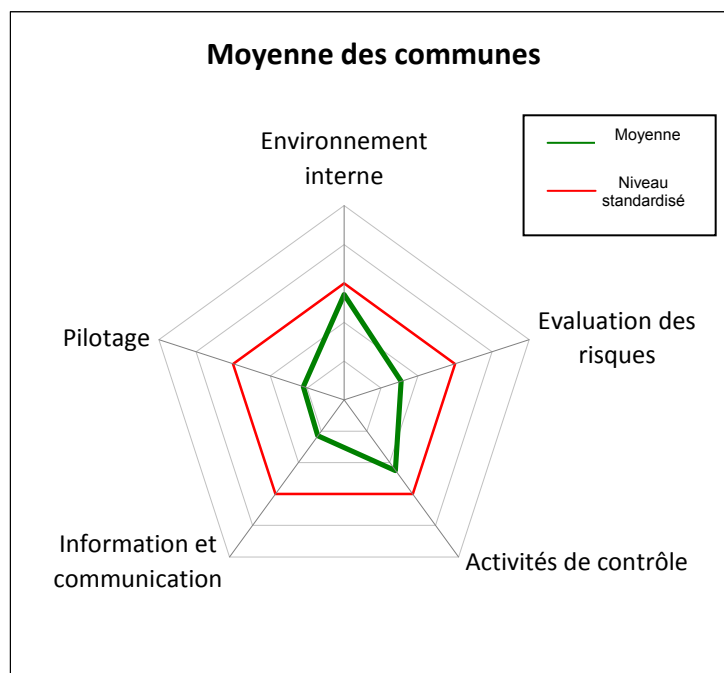 Moyenne des communes
Environnement
interne
Moyenne
Niveau
standardisé
Pilotage
Evaluation des
risques
Information et
communication
Activités de contrôle